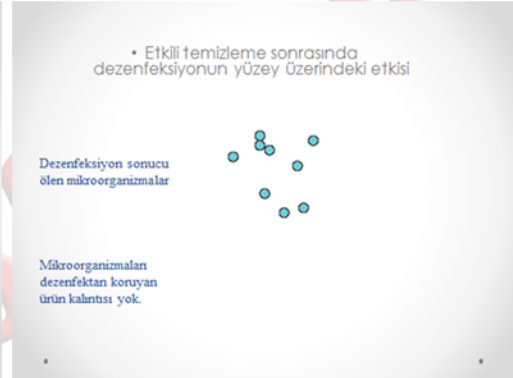 • Etkili temizleme sonrasında
dezenfeksiyonun yüzey üzerindeki etkisi
Dezenfeksiyon sonucu
ölen mikroorganizmalar
Mikroorganizmaları
dezenfektan koruyan
ürün kalıntısı yok.